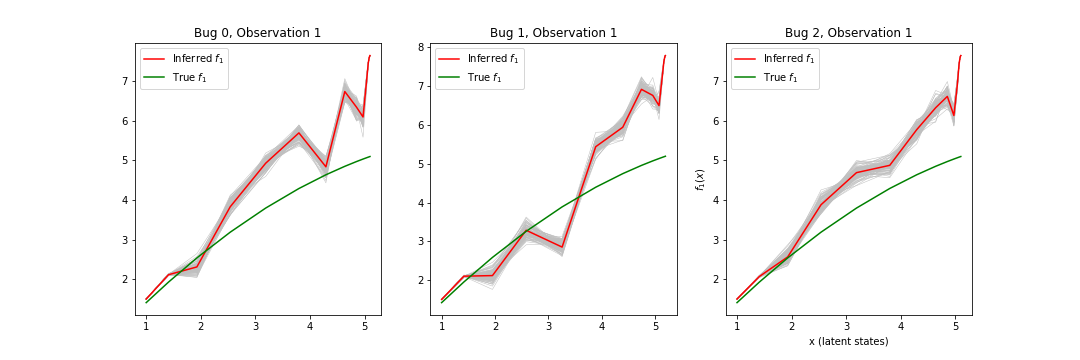 Bug 0, Observation 1
Inferred f₁
True f₁
7
6
5
4
3
2
1 2 3 4 5
Bug 1, Observation 1
Inferred f₁
True f₁
8
7
6
5
4
3
2
1 2 3 4 5
Bug 2, Observation 1
Inferred f₁
True f₁
f₁(x)
7
6
5
4
3
2
1 2 3 4 5
x (latent states)